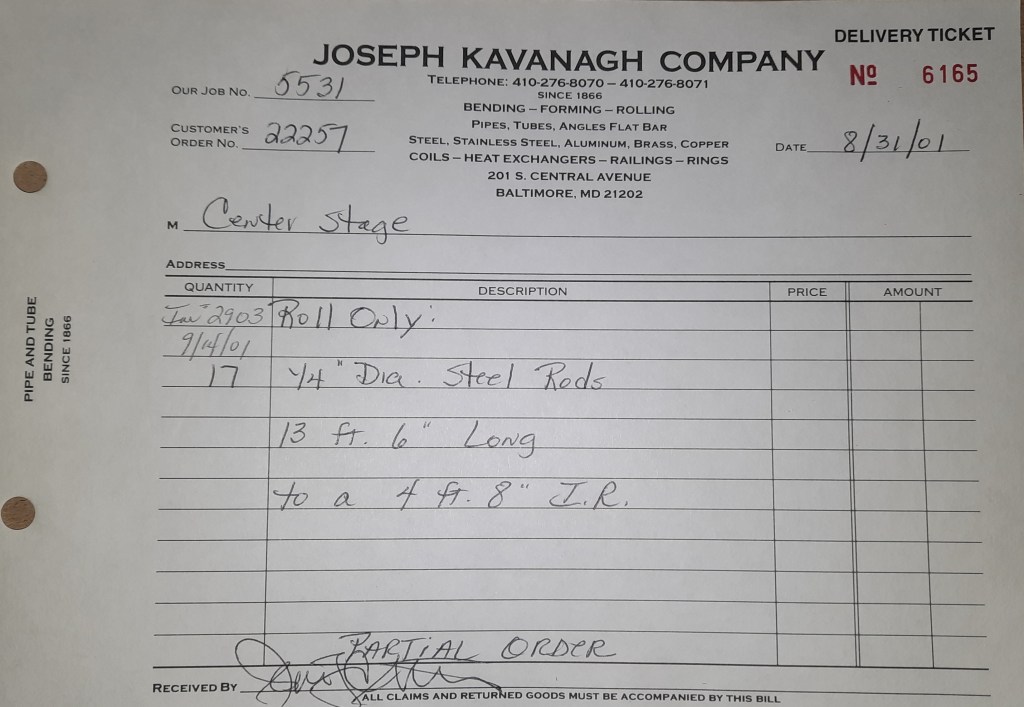 DELIVERY TICKET
JOSEPH KAVANAGH COMPANY
Nº 6165
TELEPHONE: 410-276-8070 – 410-276-8071
SINCE 1866
BENDING – FORMING – ROLLING
PIPES, TUBES, ANGLES FLAT BAR
STEEL, STAINLESS STEEL, ALUMINUM, BRASS, COPPER
COILS – HEAT EXCHANGERS – RAILINGS – RINGS
201 S. CENTRAL AVENUE
BALTIMORE, MD 21202
OUR JOB NO. 5531
CUSTOMER'S
ORDER NO. 22257
DATE 8/31/01
M Center Stage
ADDRESS
QUANTITY DESCRIPTION PRICE AMOUNT
2903 Roll Only:
9/14/01
17 1/4" Dia. Steel Rods
13 ft. 6" Long
to a 4 ft. 8" I.R.
PARTIAL ORDER
RECEIVED BY
ALL CLAIMS AND RETURNED GOODS MUST BE ACCOMPANIED BY THIS BILL
PIPE AND TUBE
BENDING
SINCE 1866